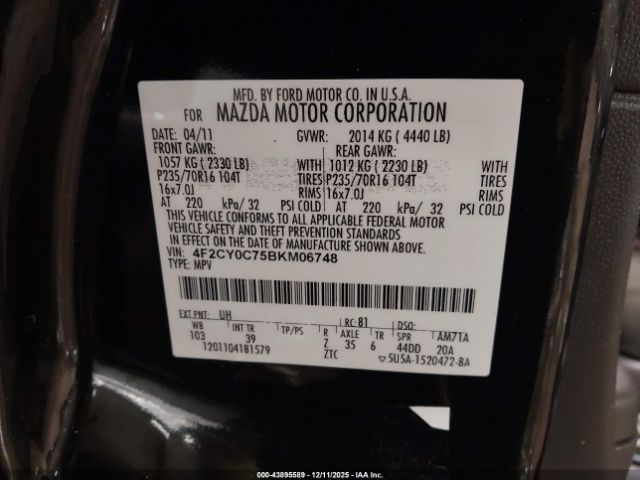 MFD. BY FORD MOTOR CO. IN U.S.A.
FOR MAZDA MOTOR CORPORATION
DATE: 04/11 GVWR: 2014 KG ( 4440 LB)
FRONT GAWR: REAR GAWR:
1057 KG ( 2330 LB) WITH 1012 KG ( 2230 LB) WITH
P235/70R16 104T TIRES P235/70R16 104T TIRES
16x7.0J RIMS 16x7.0J RIMS
AT 220 kPa/ 32 PSI COLD AT 220 kPa/ 32 PSI COLD
THIS VEHICLE CONFORMS TO ALL APPLICABLE FEDERAL MOTOR
VEHICLE SAFETY AND THEFT PREVENTION STANDARDS
IN EFFECT ON THE DATE OF MANUFACTURE SHOWN ABOVE.
VIN: 4F2CY0C75BKM06748
TYPE: MPV
EXT PNT: UH RC: 81 DSO:
WB INT TR TP/PS R AXLE TR SPR AM71A
103 39 Z 35 6 44DD 20A
1201104181579 ZTC 5U5A-1520472-BA
© 2025 - 43895589 - 12/11/2025 - IAA Inc.